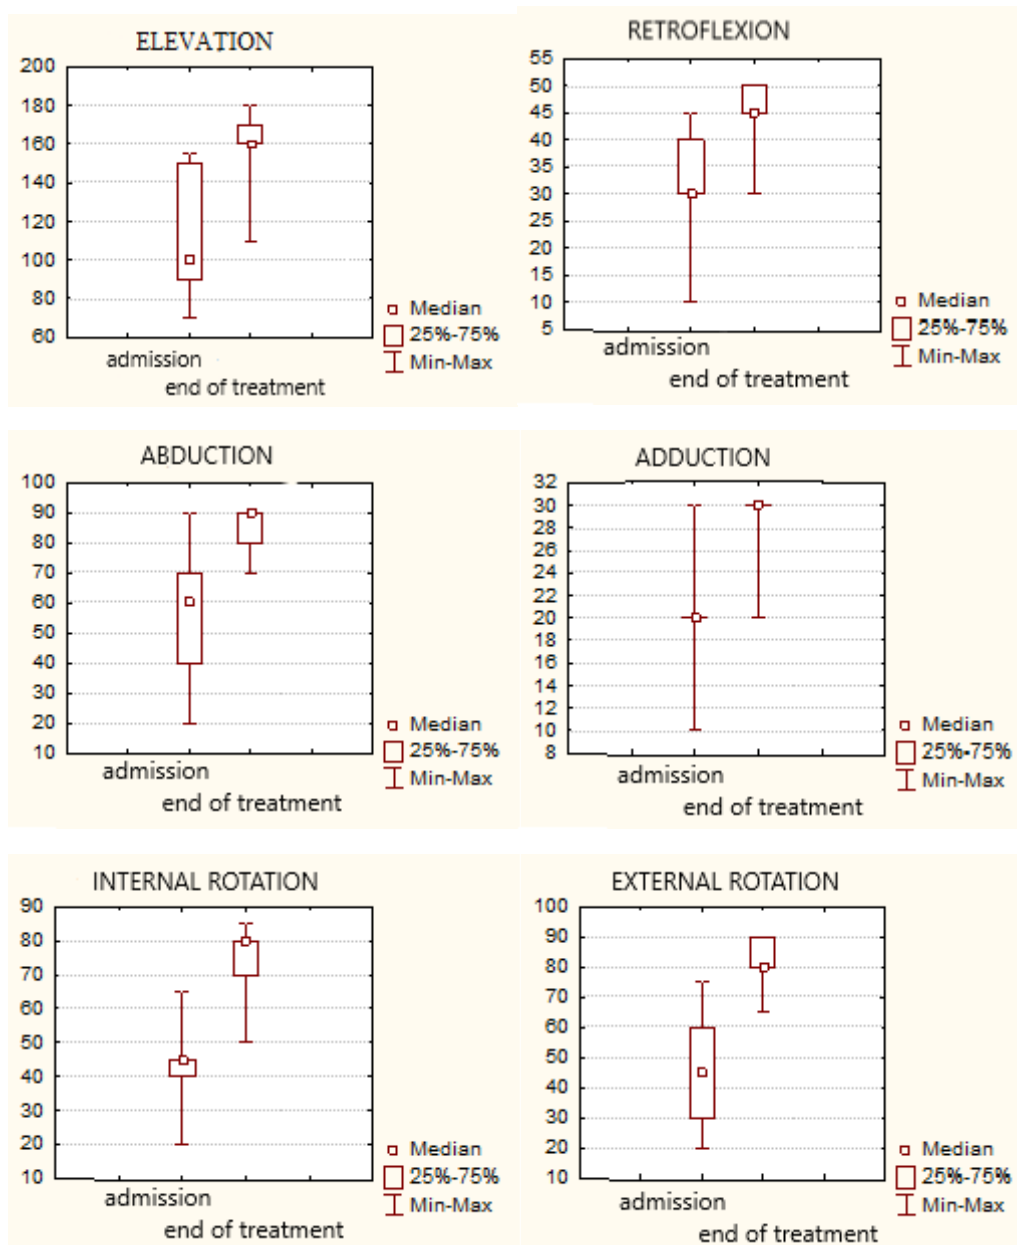 ELEVATION
200
180
160
140
120
100
80
60
admission
end of treatment
Median
25%-75%
Min-Max
RETROFLEXION
55
50
45
40
35
30
25
20
15
10
5
admission
end of treatment
Median
25%-75%
Min-Max
ABDUCTION
100
90
80
70
60
50
40
30
20
10
admission
end of treatment
Median
25%-75%
Min-Max
ADDUCTION
32
30
28
26
24
22
20
18
16
14
12
10
8
admission
end of treatment
Median
25%-75%
Min-Max
INTERNAL ROTATION
90
80
70
60
50
40
30
20
10
admission
end of treatment
Median
25%-75%
Min-Max
EXTERNAL ROTATION
100
90
80
70
60
50
40
30
20
10
admission
end of treatment
Median
25%-75%
Min-Max